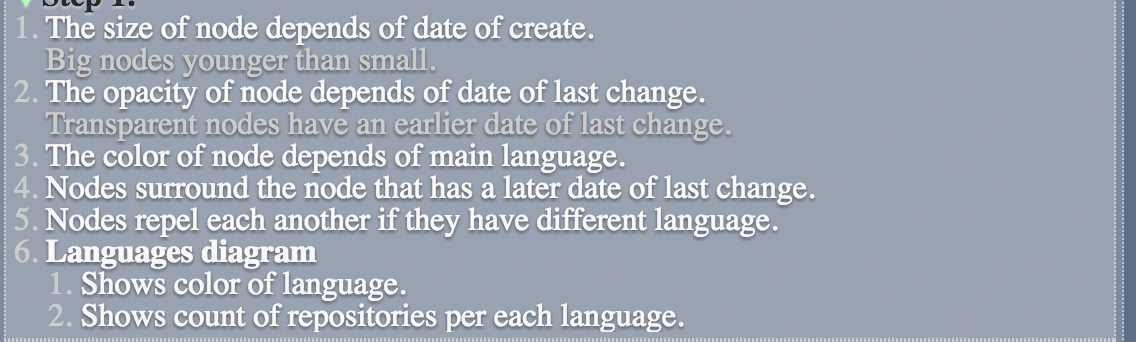 Step 1.
1. The size of node depends of date of create.
Big nodes younger than small.
2. The opacity of node depends of date of last change.
Transparent nodes have an earlier date of last change.
3. The color of node depends of main language.
4. Nodes surround the node that has a later date of last change.
5. Nodes repel each another if they have different language.
6. Languages diagram
1. Shows color of language.
2. Shows count of repositories per each language.